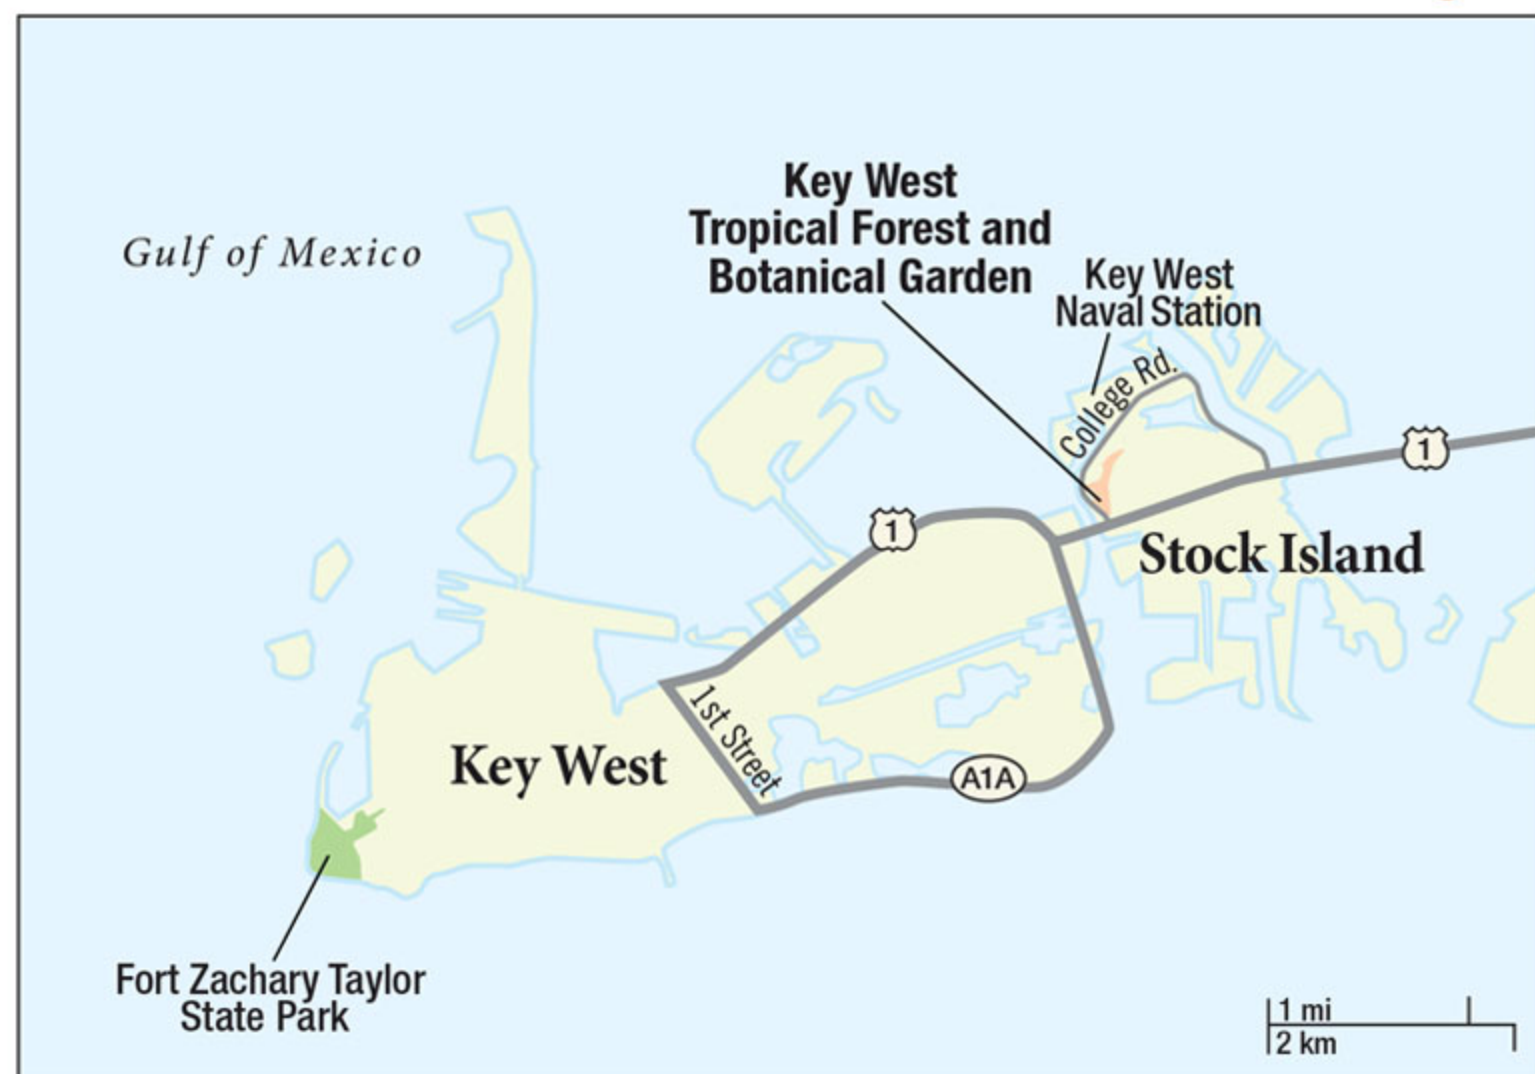 Gulf of Mexico
Key West
Tropical Forest and
Botanical Garden
Key West
Naval Station
College Rd.
1
1
Stock Island
1st Street
Key West
A1A
Fort Zachary Taylor
State Park
1 mi
2 km